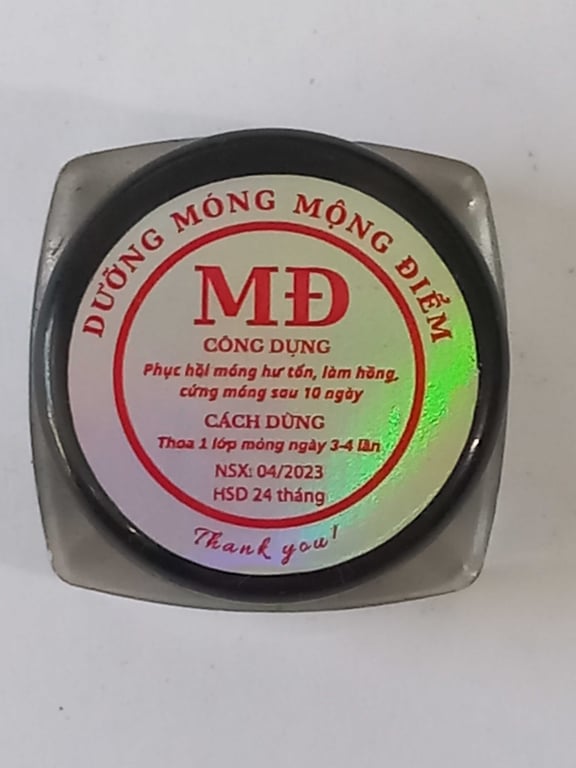 DƯỠNG MÓNG MỘNG ĐIỂM
MĐ
CÔNG DỤNG
Phục hồi móng hư tổn, làm hồng,
cứng móng sau 10 ngày
CÁCH DÙNG
Thoa 1 lớp mỏng ngày 3-4 lần
NSX: 04/2023
HSD 24 tháng
Thank you!